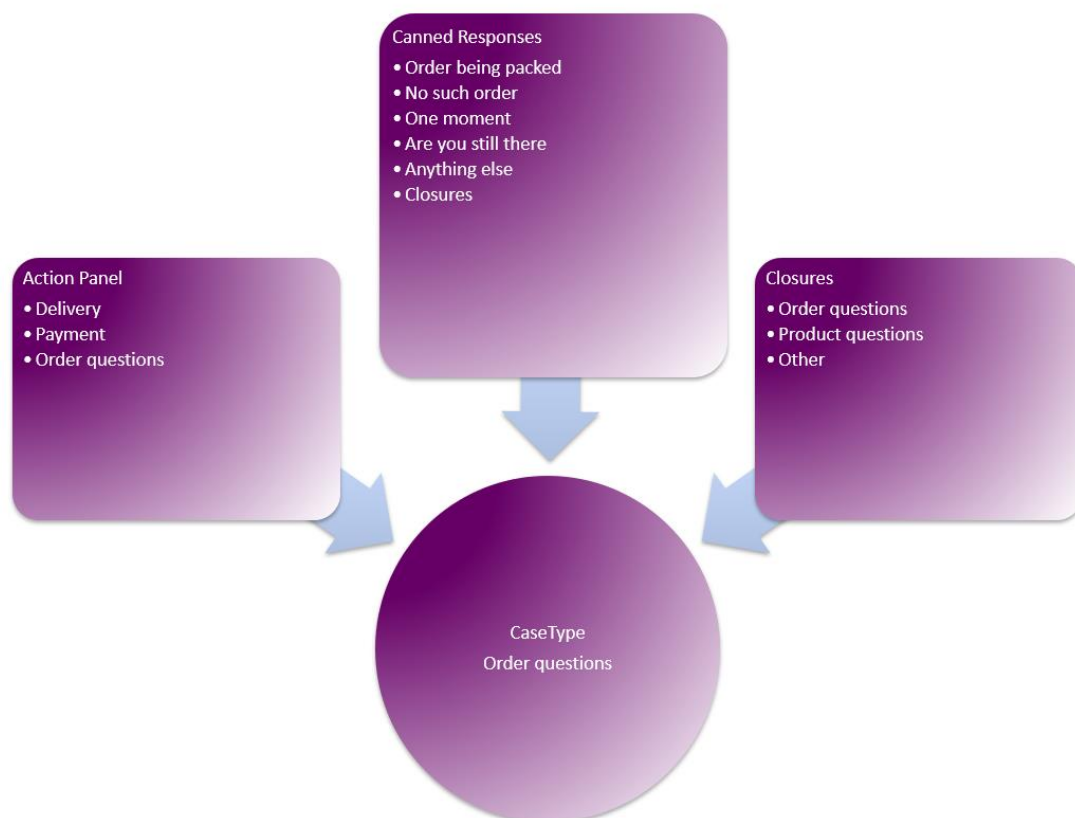 Canned Responses
• Order being packed
• No such order
• One moment
• Are you still there
• Anything else
• Closures
Action Panel
• Delivery
• Payment
• Order questions
Closures
• Order questions
• Product questions
• Other
CaseType
Order questions